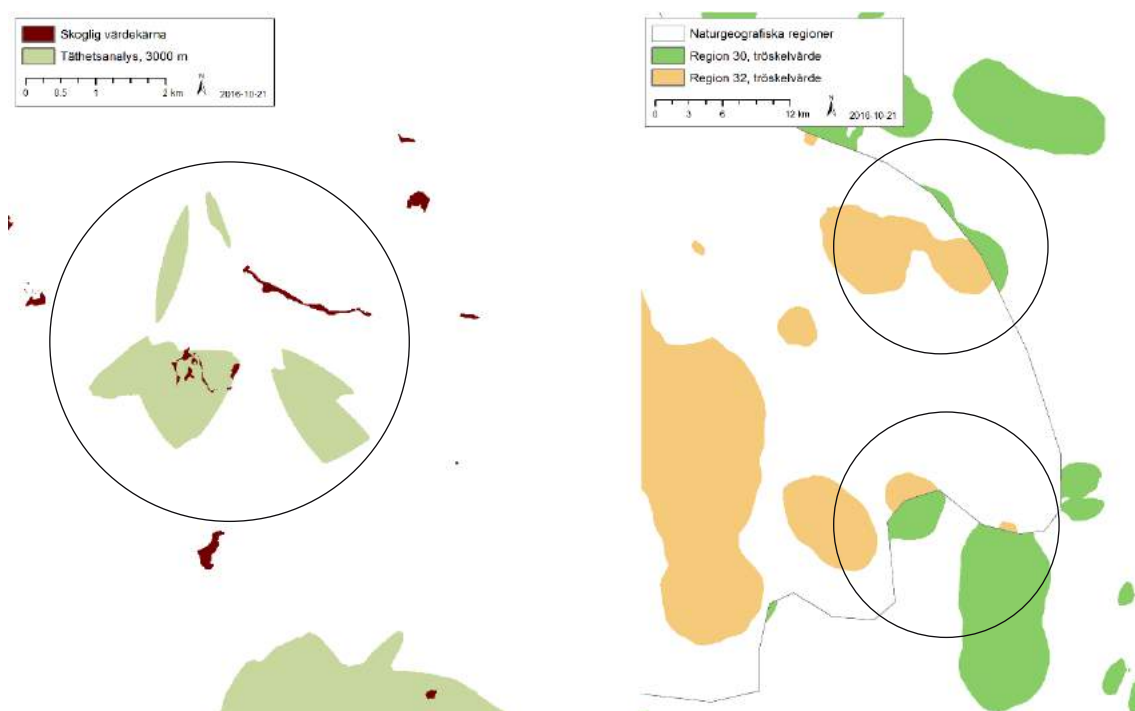 Skoglig värdekärna
Täthetsanalys, 3000 m
N
0 0.5 1 2 km
2016-10-21
Naturgeografiska regioner
Region 30, tröskelvärde
Region 32, tröskelvärde
N
0 3 6 12 km
2016-10-21